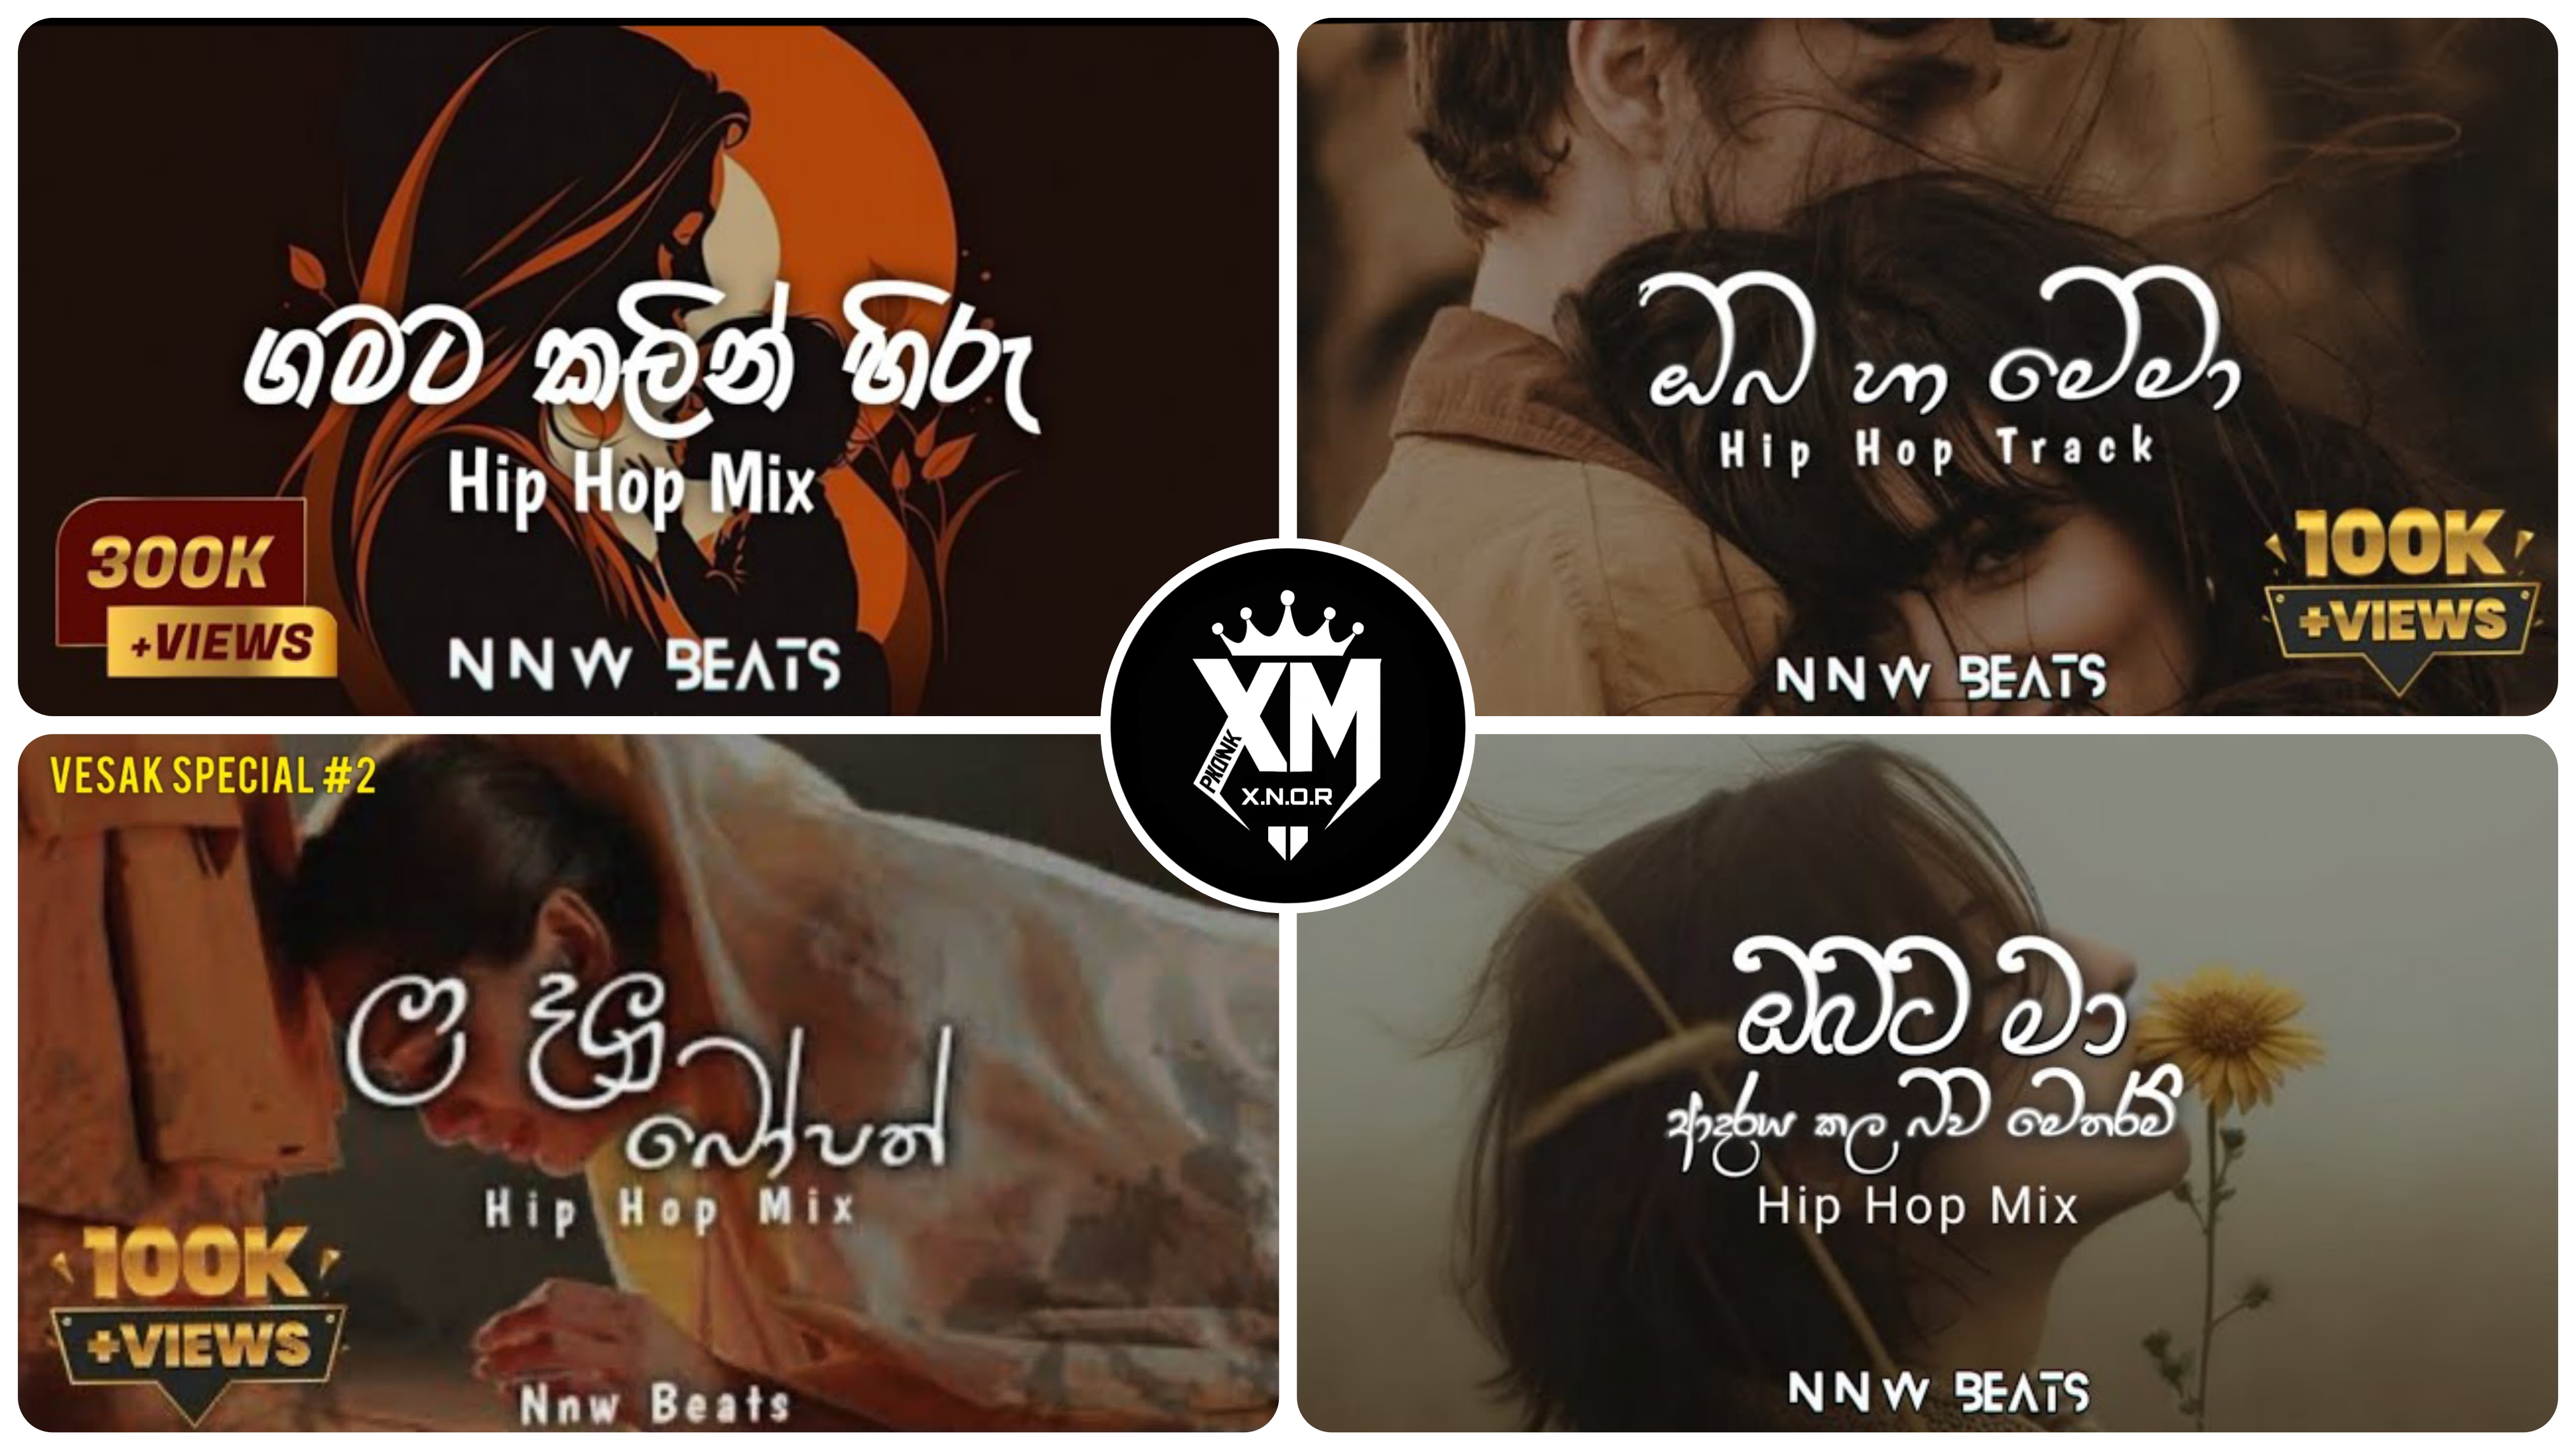 ගමට කලින් හිරු
Hip Hop Mix
300K
+VIEWS
NNW BEATS
ඔබ හා මෙමා
Hip Hop Track
100K
+VIEWS
NNW BEATS
XM
PHONK
X.N.O.R
VESAK SPECIAL #2
ළා දළු
බෝපත්
Hip Hop Mix
100K
+VIEWS
Nnw Beats
ඔබට මා
ආදරය කල බව මෙතරම්
Hip Hop Mix
NNW BEATS